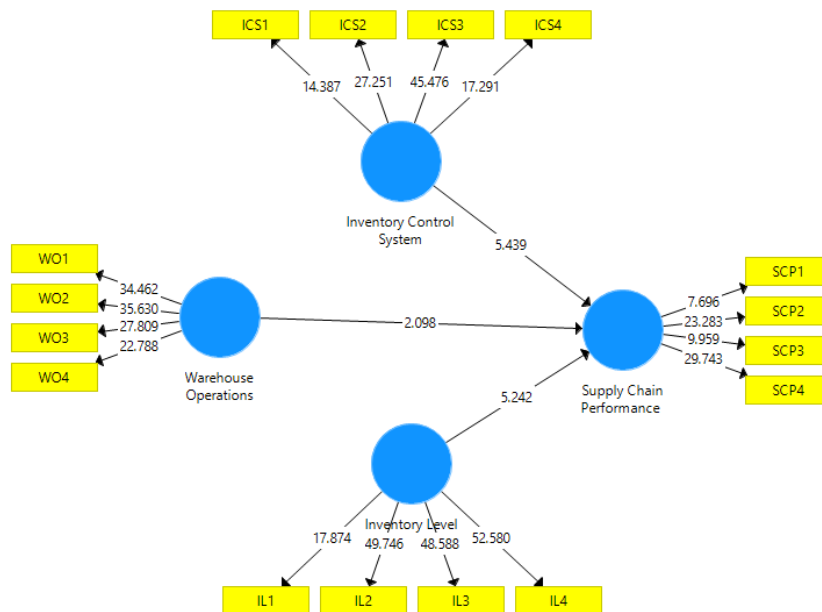 ICS1 ICS2 ICS3 ICS4
14.387 27.251 45.476 17.291
Inventory Control
System
5.439
WO1
WO2
WO3
WO4
34.462
35.630
27.809
22.788
Warehouse
Operations
2.098
SCP1
SCP2
SCP3
SCP4
7.696
23.283
9.959
29.743
Supply Chain
Performance
5.242
Inventory Level
17.874 49.746 48.588 52.580
IL1 IL2 IL3 IL4